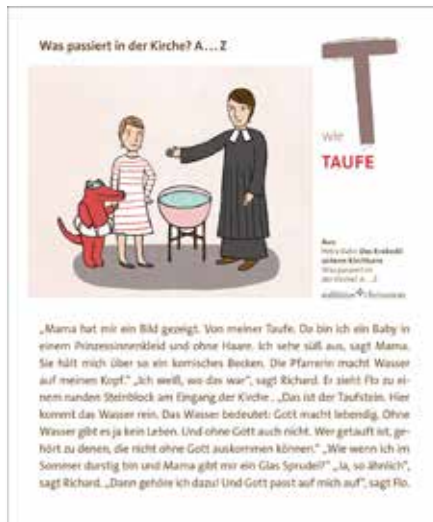 Was passiert in der Kirche? A ... Z
T
wie
TAUFE
Aus:
Das Krokodil
unterm Kirchturm
Was passiert in
der Kirche? A ... Z
„Mama hat mir ein Bild gezeigt. Von meiner Taufe. Da bin ich ein Baby in
einem Prinzessinnenkleid und ohne Haare. Ich sehe süß aus, sagt Mama.
Sie hält mich über so ein komisches Becken. Die Pfarrerin macht Wasser
auf meinen Kopf.“ „Ich weiß, wo das war“, sagt Richard. Er zieht Flo zu ei-
nem runden Steinblock am Eingang der Kirche. „Das ist der Taufstein. Hier
kommt das Wasser rein. Das Wasser bedeutet: Gott macht lebendig. Ohne
Wasser gibt es ja kein Leben. Und ohne Gott auch nicht. Wer getauft ist, ge-
hört zu denen, die nicht ohne Gott auskommen können.“ „Wie wenn ich im
Sommer durstig bin und Mama gibt mir ein Glas Sprudel?“ „Ja, so ähnlich“,
sagt Richard. „Dann gehöre ich dazu! Und Gott passt auf mich auf“, sagt Flo.